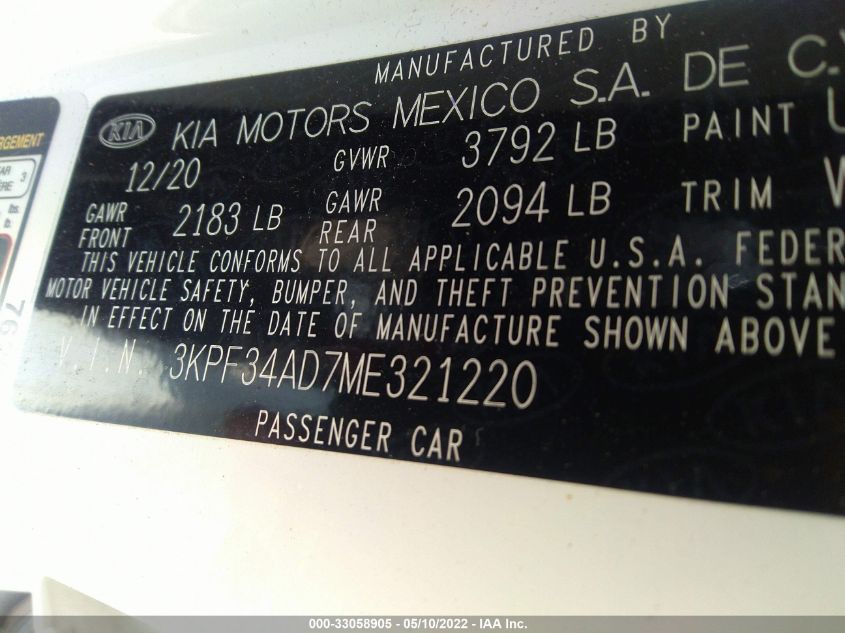 MANUFACTURED BY
KIA KIA MOTORS MEXICO S.A. DE C.V
12/20 GVWR 3792 LB PAINT U
GAWR FRONT 2183 LB GAWR REAR 2094 LB TRIM
THIS VEHICLE CONFORMS TO ALL APPLICABLE U.S.A. FEDER
MOTOR VEHICLE SAFETY, BUMPER, AND THEFT PREVENTION STAN
IN EFFECT ON THE DATE OF MANUFACTURE SHOWN ABOVE
V.I.N. 3KPF34AD7ME321220
PASSENGER CAR
RGEMENT
3
000-33058905 - 05/10/2022 - IAA Inc.